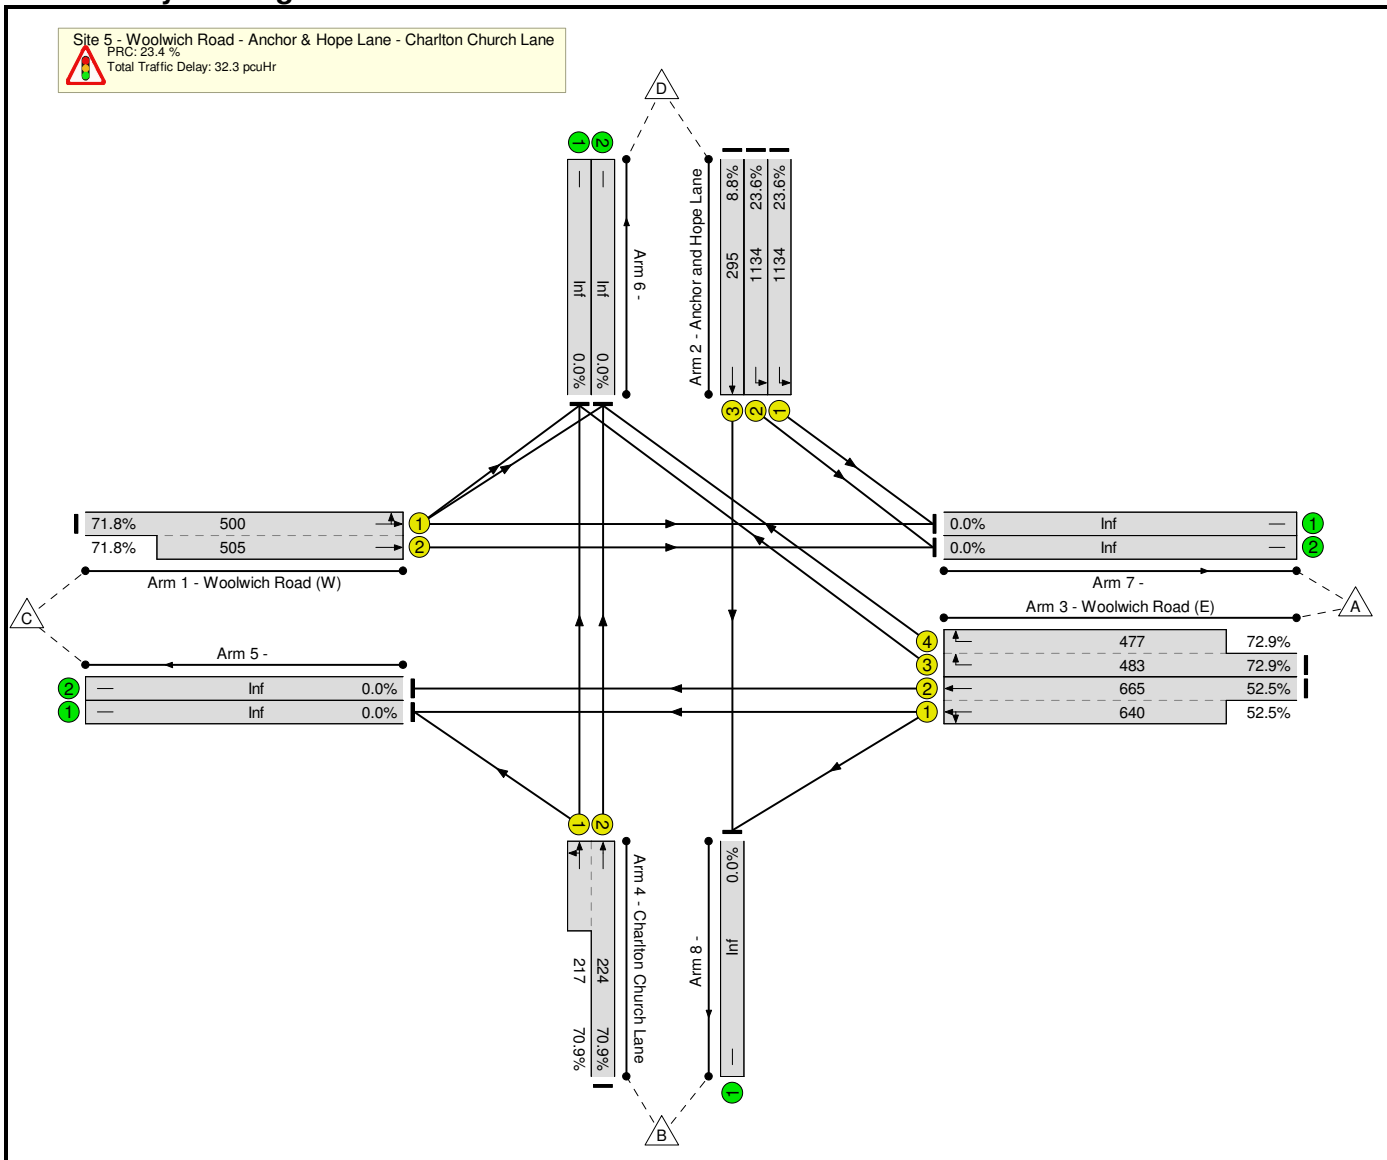 Site 5 - Woolwich Road - Anchor & Hope Lane - Charlton Church Lane
PRC: 23.4 %
Total Traffic Delay: 32.3 pcuHr
D
1
2
Inf
0.0%
Inf
0.0%
Arm 6 -
Arm 2 - Anchor and Hope Lane
8.8%
295
23.6%
1134
23.6%
1134
3
2
1
71.8% 500
1
71.8% 505
2
Arm 1 - Woolwich Road (W)
C
0.0% Inf
1
0.0% Inf
2
Arm 7 -
A
Arm 3 - Woolwich Road (E)
4
477 72.9%
3
483 72.9%
2
665 52.5%
1
640 52.5%
Arm 5 -
2
Inf 0.0%
1
Inf 0.0%
1
2
217
70.9%
224
70.9%
Arm 4 - Charlton Church Lane
Arm 8 -
0.0%
Inf
1
B